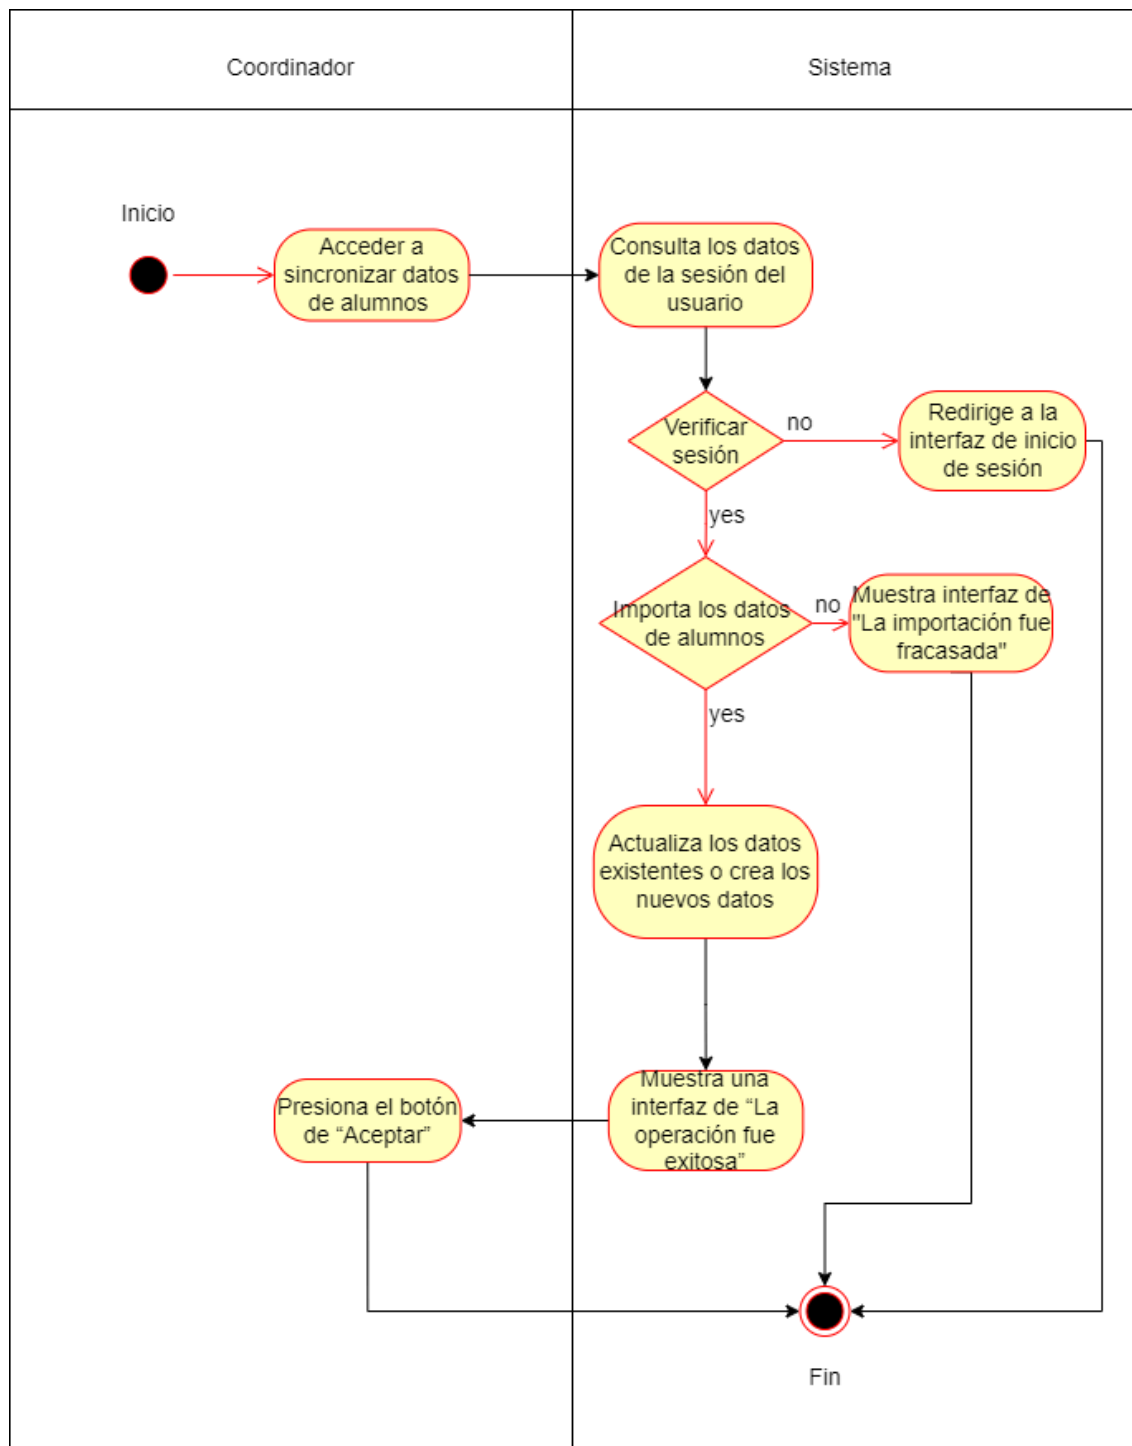 Coordinador
Sistema
Inicio
Acceder a
sincronizar datos
de alumnos
Consulta los datos
de la sesión del
usuario
Verificar
sesión
no
Redirige a la
interfaz de inicio
de sesión
yes
Importa los datos
de alumnos
no
Muestra interfaz de
"La importación fue
fracasada"
yes
Actualiza los datos
existentes o crea los
nuevos datos
Muestra una
interfaz de “La
operación fue
exitosa”
Presiona el botón
de “Aceptar”
Fin